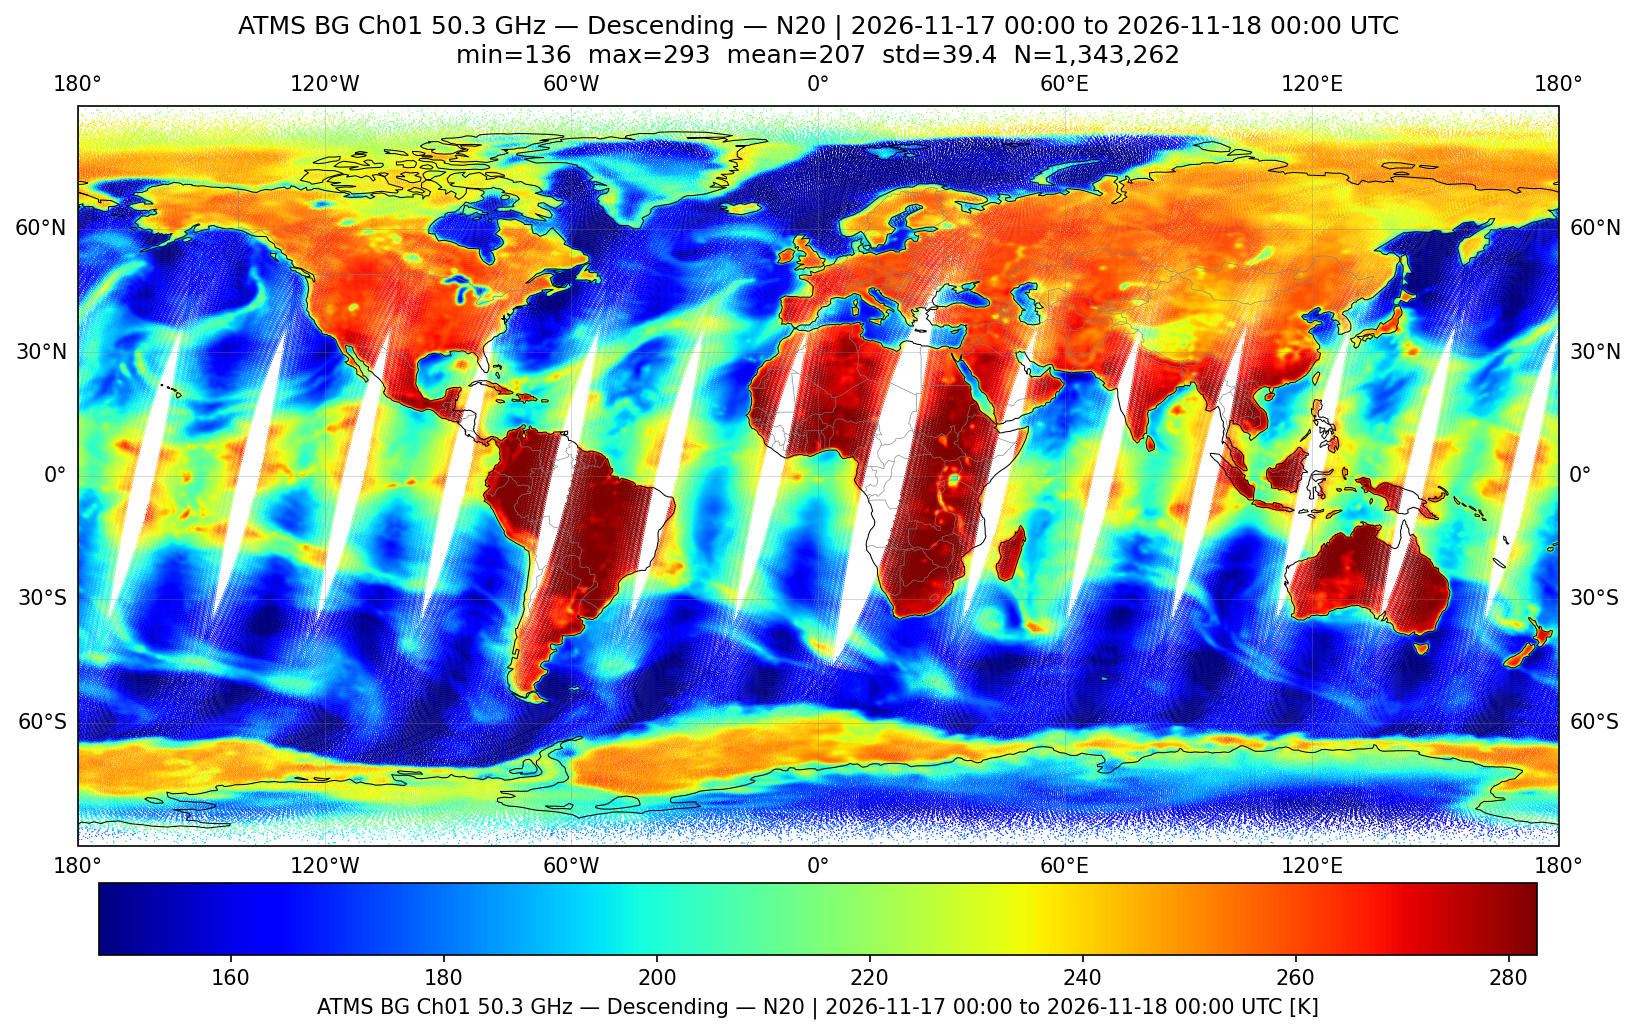 ATMS BG Ch01 50.3 GHz — Descending — N20 | 2026-11-17 00:00 to 2026-11-18 00:00 UTC
min=136  max=293  mean=207  std=39.4  N=1,343,262
180° 120°W 60°W 0° 60°E 120°E 180°
60°N 60°N
30°N 30°N
0° 0°
30°S 30°S
60°S 60°S
180° 120°W 60°W 0° 60°E 120°E 180°
160 180 200 220 240 260 280
ATMS BG Ch01 50.3 GHz — Descending — N20 | 2026-11-17 00:00 to 2026-11-18 00:00 UTC [K]